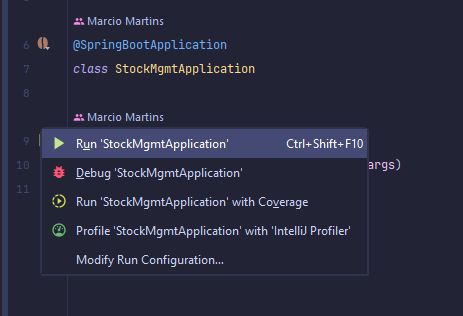 Marcio Martins
6 @SpringBootApplication
7 class StockMgmtApplication
8
Marcio Martins
9
Run 'StockMgmtApplication' Ctrl+Shift+F10
10 args)
Debug 'StockMgmtApplication'
11
Run 'StockMgmtApplication' with Coverage
Profile 'StockMgmtApplication' with 'IntelliJ Profiler'
Modify Run Configuration...